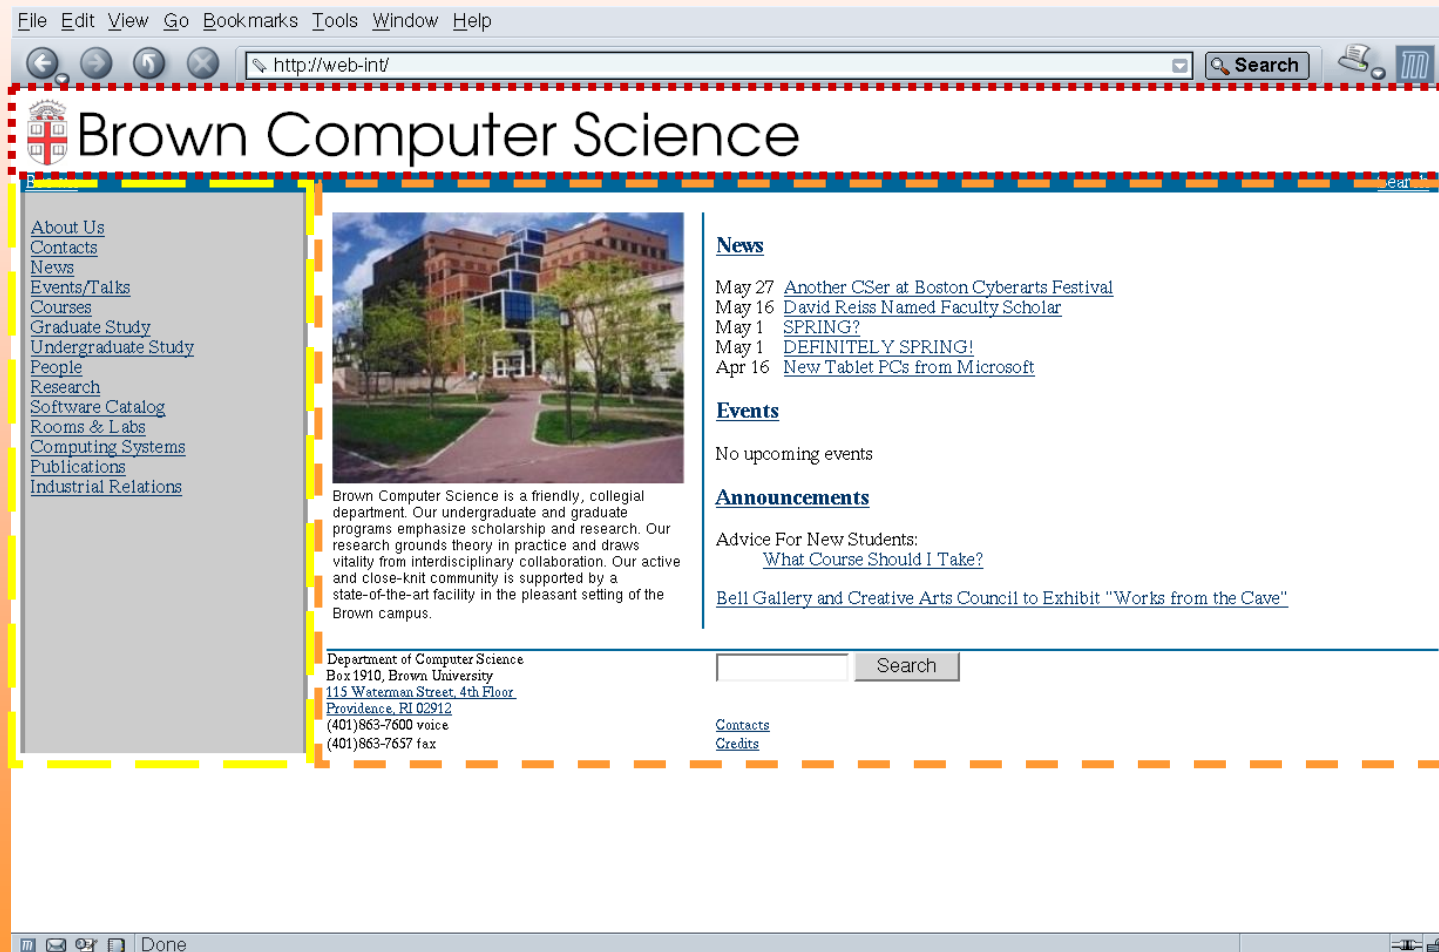 File Edit View Go Bookmarks Tools Window Help
http://web-int/ Search
Brown Computer Science
Search
About Us
Contacts
News
Events/Talks
Courses
Graduate Study
Undergraduate Study
People
Research
Software Catalog
Rooms & Labs
Computing Systems
Publications
Industrial Relations
Brown Computer Science is a friendly, collegial
department. Our undergraduate and graduate
programs emphasize scholarship and research. Our
research grounds theory in practice and draws
vitality from interdisciplinary collaboration. Our active
and close-knit community is supported by a
state-of-the-art facility in the pleasant setting of the
Brown campus.
News
May 27 Another CSer at Boston Cyberarts Festival
May 16 David Reiss Named Faculty Scholar
May 1 SPRING?
May 1 DEFINITELY SPRING!
Apr 16 New Tablet PCs from Microsoft
Events
No upcoming events
Announcements
Advice For New Students:
What Course Should I Take?
Bell Gallery and Creative Arts Council to Exhibit "Works from the Cave"
Department of Computer Science
Box 1910, Brown University
115 Waterman Street, 4th Floor
Providence, RI 02912
(401)863-7600 voice
(401)863-7657 fax
Search
Contacts
Credits
Done